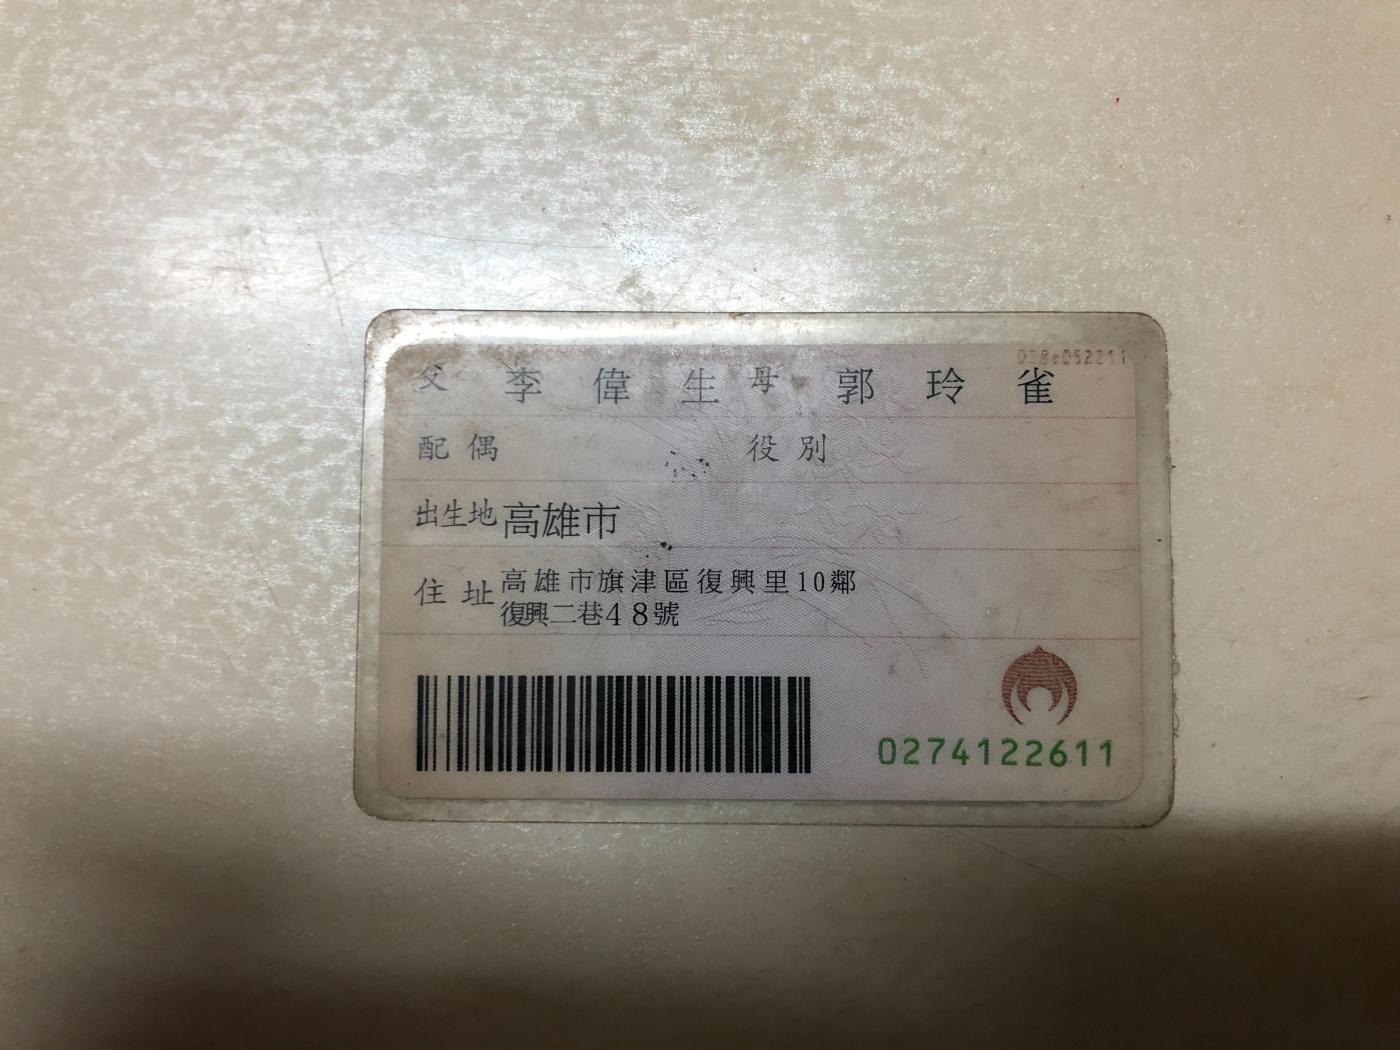 父 李偉生 母 郭玲雀
配偶 役別
出生地 高雄市
住址 高雄市旗津區復興里10鄰
復興二巷48號
0274122611